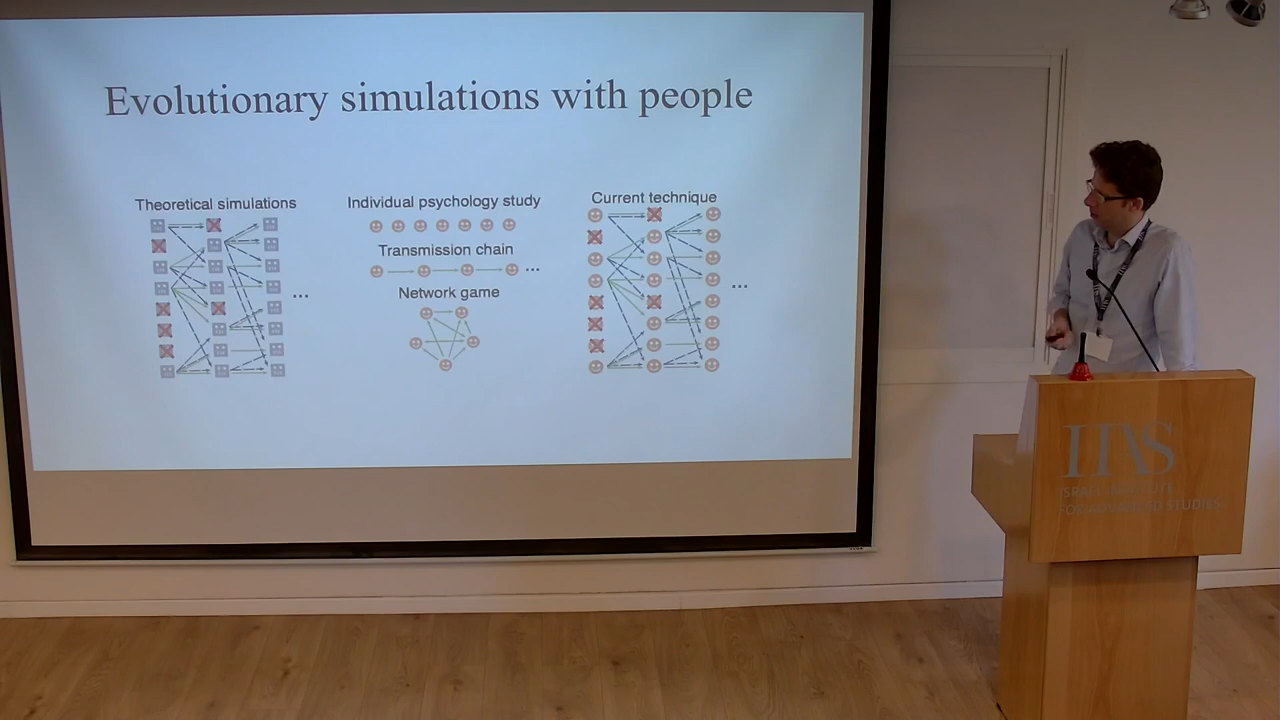 Evolutionary simulations with people
Theoretical simulations
...
Individual psychology study
Transmission chain
...
Network game
Current technique
...
IIAS
ISRAEL INSTITUTE
FOR ADVANCED STUDIES